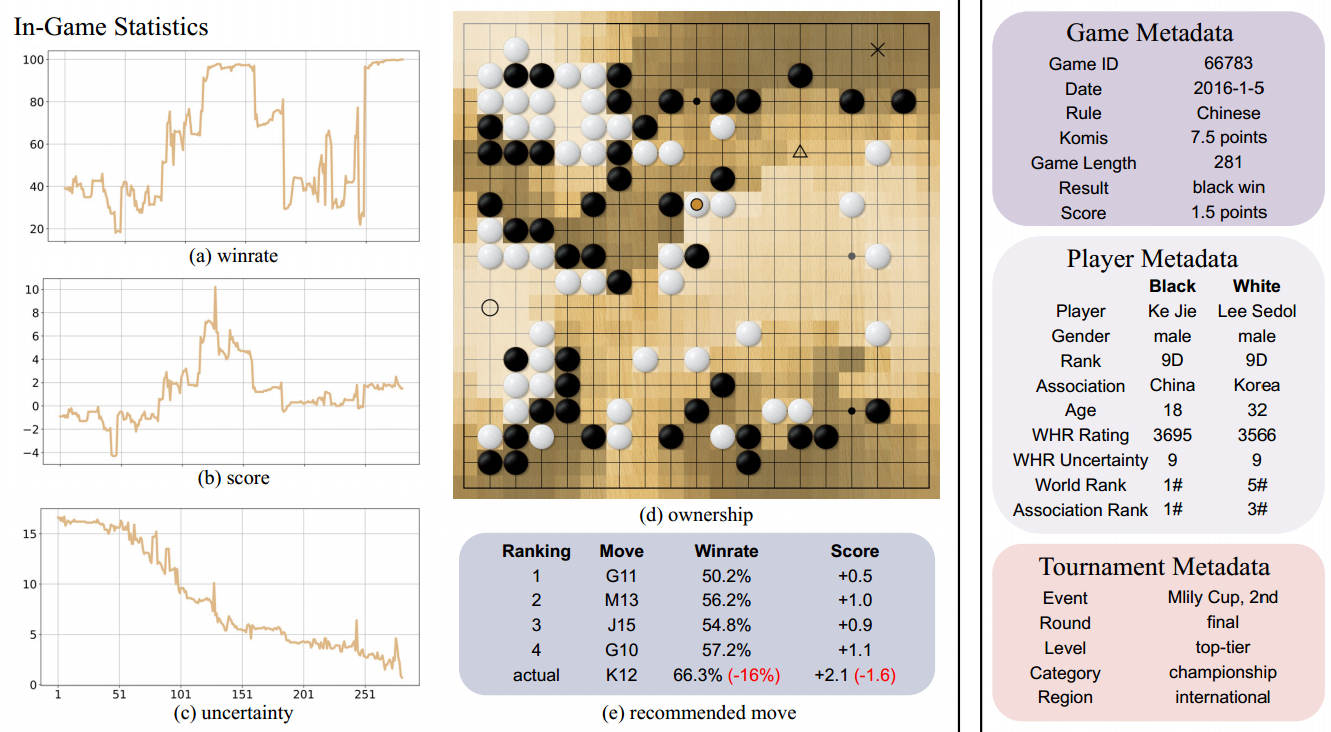 In-Game Statistics
100
80
60
40
20
(a) winrate
10
8
6
4
2
0
−2
−4
(b) score
15
10
5
0
1 51 101 151 201 251
(c) uncertainty
(d) ownership
Ranking Move Winrate Score
1 G11 50.2% +0.5
2 M13 56.2% +1.0
3 J15 54.8% +0.9
4 G10 57.2% +1.1
actual K12 66.3% (-16%) +2.1 (-1.6)
(e) recommended move
Game Metadata
Game ID 66783
Date 2016-1-5
Rule Chinese
Komis 7.5 points
Game Length 281
Result black win
Score 1.5 points
Player Metadata
Black White
Player Ke Jie Lee Sedol
Gender male male
Rank 9D 9D
Association China Korea
Age 18 32
WHR Rating 3695 3566
WHR Uncertainty 9 9
World Rank 1# 5#
Association Rank 1# 3#
Tournament Metadata
Event Mlily Cup, 2nd
Round final
Level top-tier
Category championship
Region international